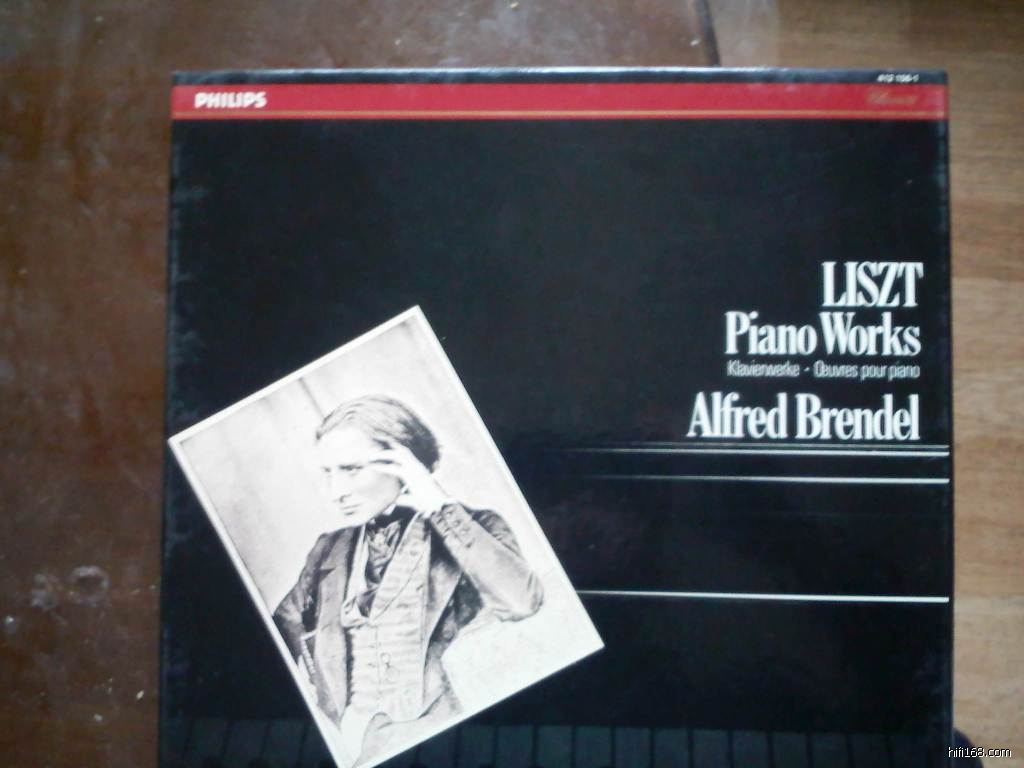 PHILIPS
LISZT
Piano Works
Klavierwerke • Œuvres pour piano
Alfred Brendel
hifi168.com